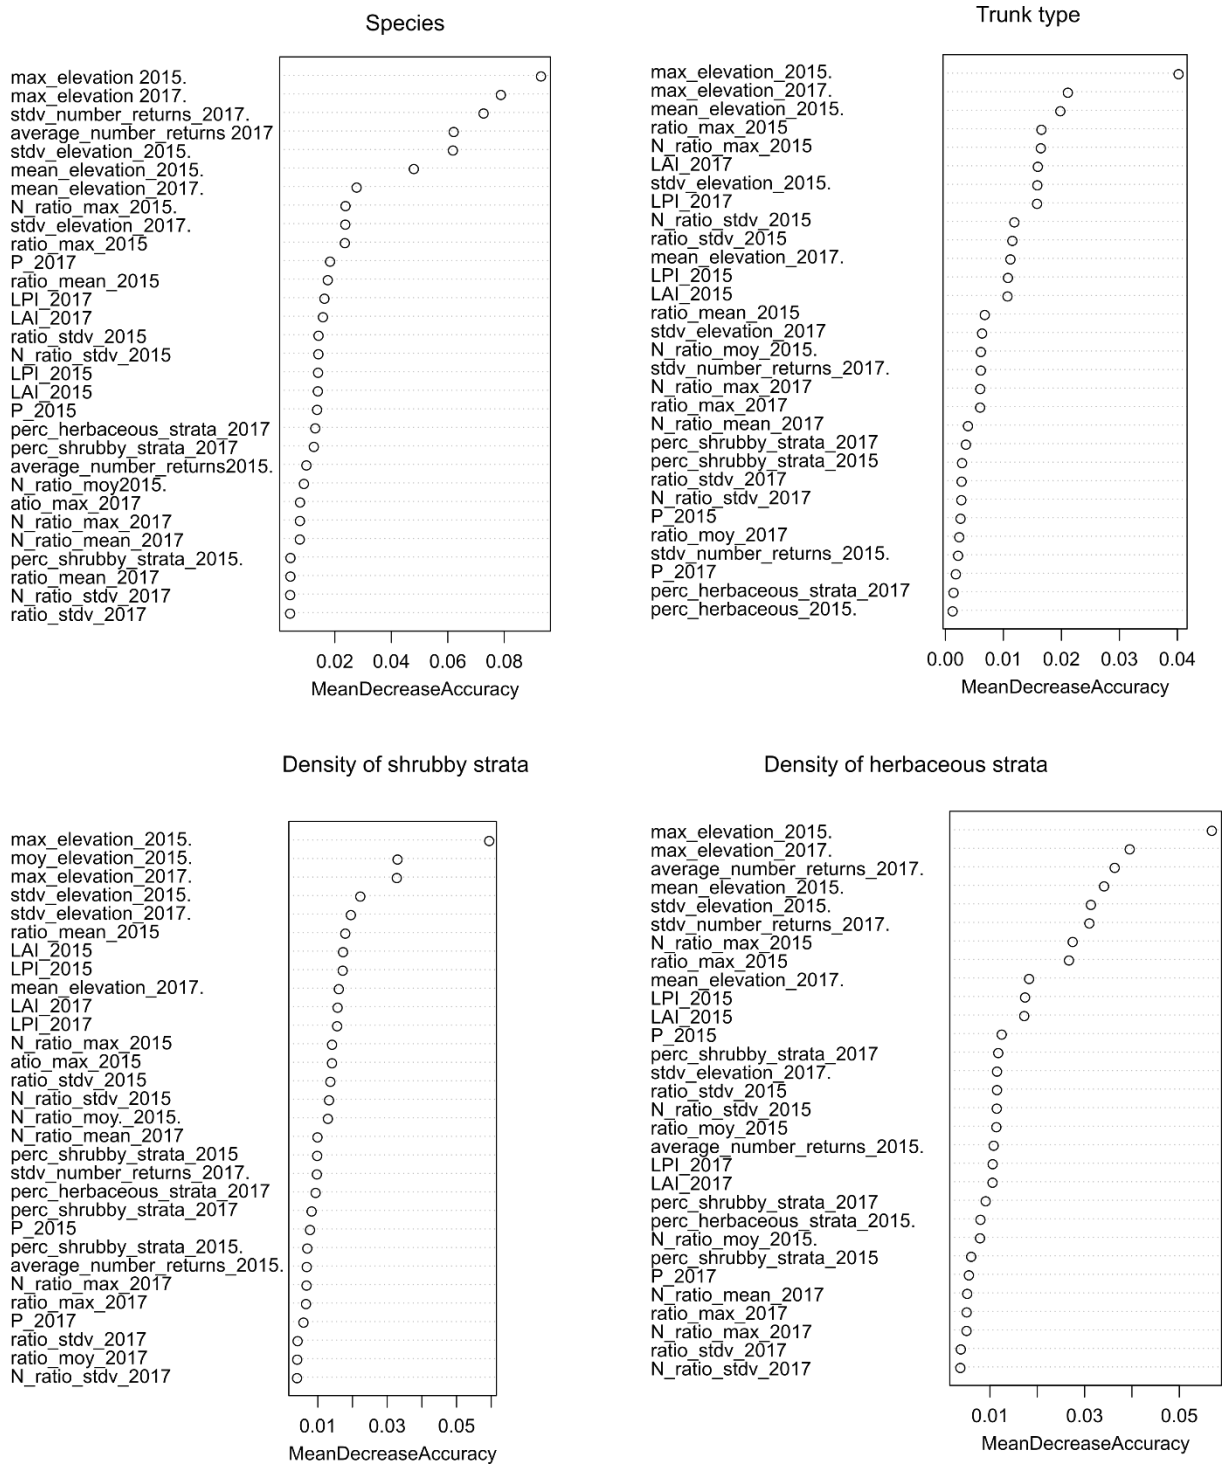 Species
max_elevation 2015.
max_elevation 2017.
stdv_number_returns_2017.
average_number_returns 2017
stdv_elevation_2015.
mean_elevation_2015.
mean_elevation_2017.
N_ratio_max_2015.
stdv_elevation_2017.
ratio_max_2015
P_2017
ratio_mean_2015
LPI_2017
LAI_2017
ratio_stdv_2015
N_ratio_stdv_2015
LPI_2015
LAI_2015
P_2015
perc_herbaceous_strata_2017
perc_shrubby_strata_2017
average_number_returns2015.
N_ratio_moy2015.
atio_max_2017
N_ratio_max_2017
N_ratio_mean_2017
perc_shrubby_strata_2015.
ratio_mean_2017
N_ratio_stdv_2017
ratio_stdv_2017
0.02 0.04 0.06 0.08
MeanDecreaseAccuracy
Trunk type
max_elevation_2015.
max_elevation_2017.
mean_elevation_2015.
ratio_max_2015
N_ratio_max_2015
LAI_2017
stdv_elevation_2015.
LPI_2017
N_ratio_stdv_2015
ratio_stdv_2015
mean_elevation_2017.
LPI_2015
LAI_2015
ratio_mean_2015
stdv_elevation_2017
N_ratio_moy_2015.
stdv_number_returns_2017.
N_ratio_max_2017
ratio_max_2017
N_ratio_mean_2017
perc_shrubby_strata_2017
perc_shrubby_strata_2015
ratio_stdv_2017
N_ratio_stdv_2017
P_2015
ratio_moy_2017
stdv_number_returns_2015.
P_2017
perc_herbaceous_strata_2017
perc_herbaceous_2015.
0.00 0.01 0.02 0.03 0.04
MeanDecreaseAccuracy
Density of shrubby strata
max_elevation_2015.
moy_elevation_2015.
max_elevation_2017.
stdv_elevation_2015.
stdv_elevation_2017.
ratio_mean_2015
LAI_2015
LPI_2015
mean_elevation_2017.
LAI_2017
LPI_2017
N_ratio_max_2015
atio_max_2015
ratio_stdv_2015
N_ratio_stdv_2015
N_ratio_moy._2015.
N_ratio_mean_2017
perc_shrubby_strata_2015
stdv_number_returns_2017.
perc_herbaceous_strata_2017
perc_shrubby_strata_2017
P_2015
perc_shrubby_strata_2015.
average_number_returns_2015.
N_ratio_max_2017
ratio_max_2017
P_2017
ratio_stdv_2017
ratio_moy_2017
N_ratio_stdv_2017
0.01 0.03 0.05
MeanDecreaseAccuracy
Density of herbaceous strata
max_elevation_2015.
max_elevation_2017.
average_number_returns_2017.
mean_elevation_2015.
stdv_elevation_2015.
stdv_number_returns_2017.
N_ratio_max_2015
ratio_max_2015
mean_elevation_2017.
LPI_2015
LAI_2015
P_2015
perc_shrubby_strata_2017
stdv_elevation_2017.
ratio_stdv_2015
N_ratio_stdv_2015
ratio_moy_2015
average_number_returns_2015.
LPI_2017
LAI_2017
perc_shrubby_strata_2017
perc_herbaceous_strata_2015.
N_ratio_moy_2015.
perc_shrubby_strata_2015
P_2017
N_ratio_mean_2017
ratio_max_2017
N_ratio_max_2017
ratio_stdv_2017
N_ratio_stdv_2017
0.01 0.03 0.05
MeanDecreaseAccuracy